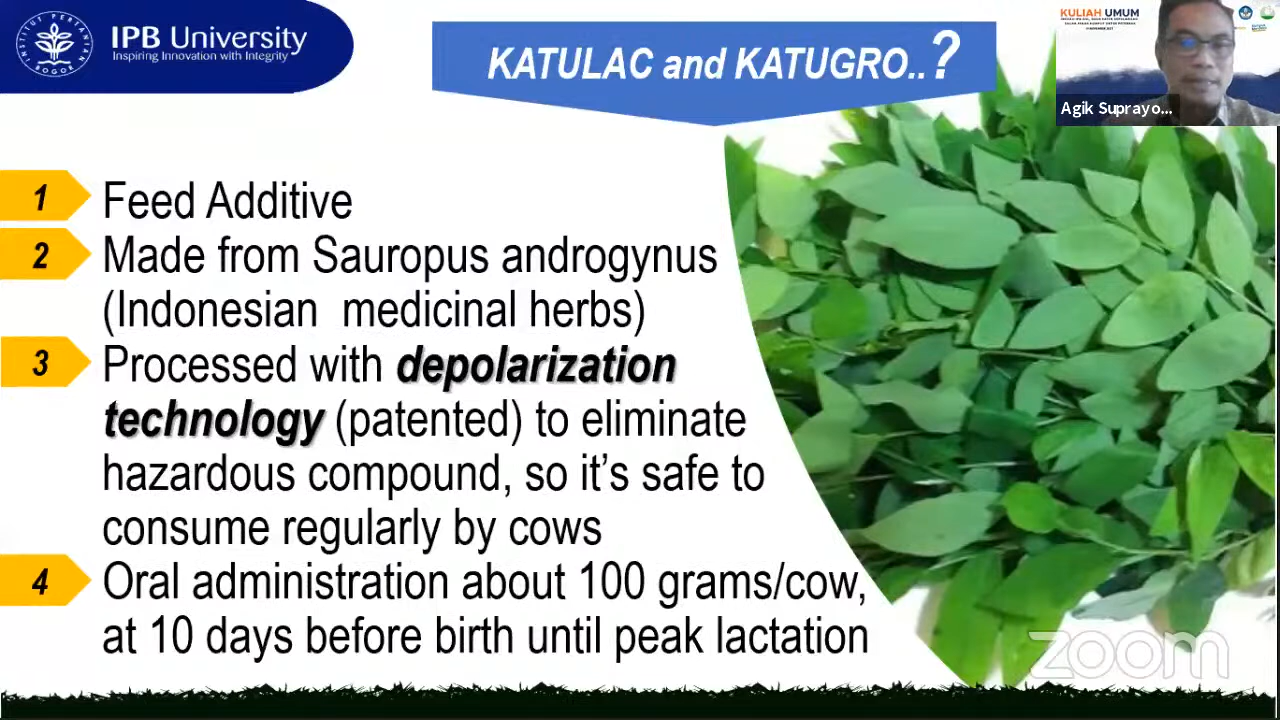 IPB University
Inspiring Innovation with Integrity
INSTITUT PERTANIAN
BOGOR
KATULAC and KATUGRO..?
KULIAH UMUM
Agik Suprayo...
1 Feed Additive
2 Made from Sauropus androgynus
(Indonesian medicinal herbs)
3 Processed with depolarization
technology (patented) to eliminate
hazardous compound, so it's safe to
consume regularly by cows
4 Oral administration about 100 grams/cow,
at 10 days before birth until peak lactation
zoom